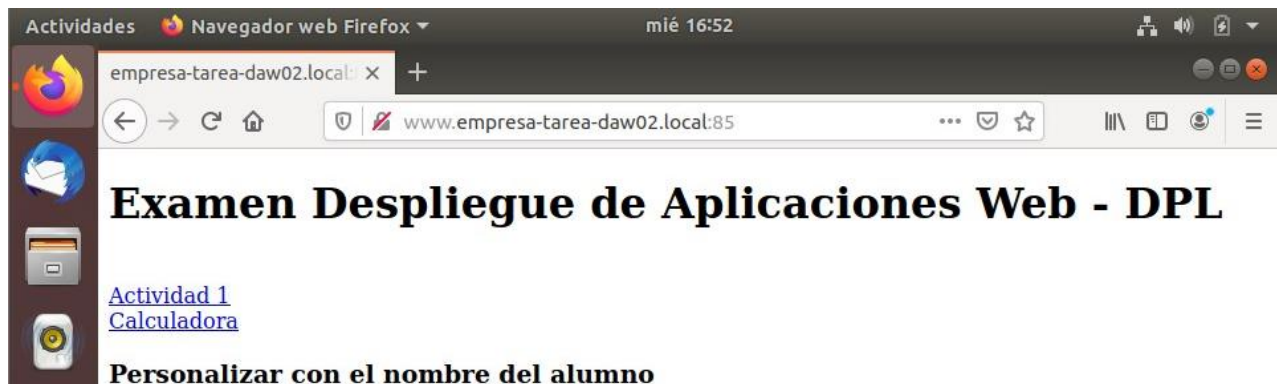 Actividades Navegador web Firefox mié 16:52
empresa-tarea-daw02.local:
www.empresa-tarea-daw02.local:85
Examen Despliegue de Aplicaciones Web - DPL
Actividad 1
Calculadora
Personalizar con el nombre del alumno